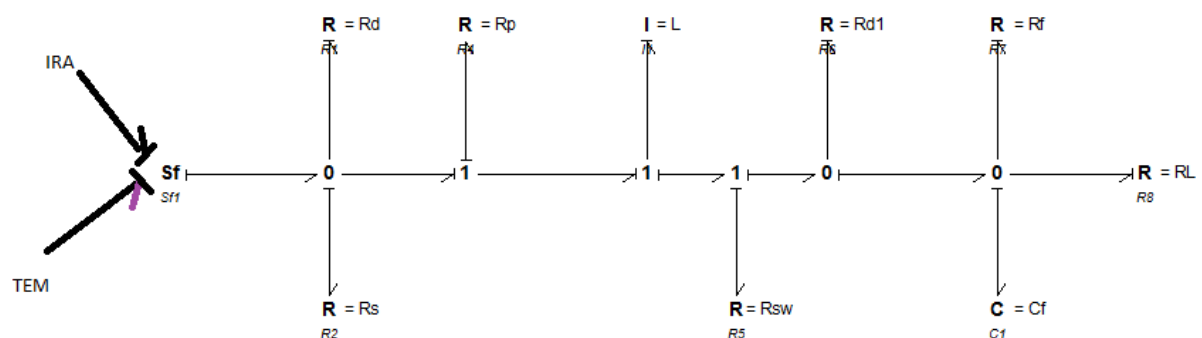 R = Rd
R = Rp
I = L
R = Rd1
R = Rf
IRA
Sf
0
1
1
1
0
0
R = RL
Sf1
R8
TEM
R = Rs
R = Rsw
C = Cf
R2
R5
C1